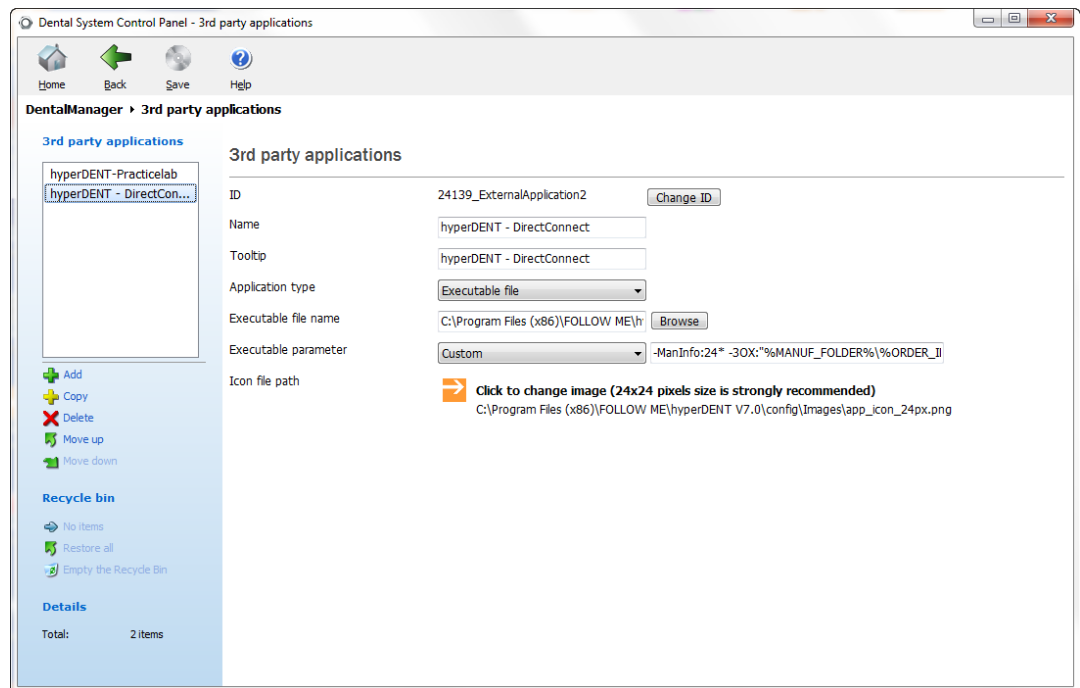 Dental System Control Panel - 3rd party applications
Home Back Save Help
DentalManager ‣ 3rd party applications
3rd party applications
hyperDENT-Practicelab
hyperDENT - DirectCon...
Add
Copy
Delete
Move up
Move down
Recycle bin
No items
Restore all
Empty the Recycle Bin
Details
Total: 2 items
3rd party applications
ID 24139_ExternalApplication2 Change ID
Name hyperDENT - DirectConnect
Tooltip hyperDENT - DirectConnect
Application type Executable file
Executable file name C:\Program Files (x86)\FOLLOW ME\h Browse
Executable parameter Custom -ManInfo:24* -3OX:"%MANUF_FOLDER%\%ORDER_I
Icon file path Click to change image (24x24 pixels size is strongly recommended)
C:\Program Files (x86)\FOLLOW ME\hyperDENT V7.0\config\Images\app_icon_24px.png